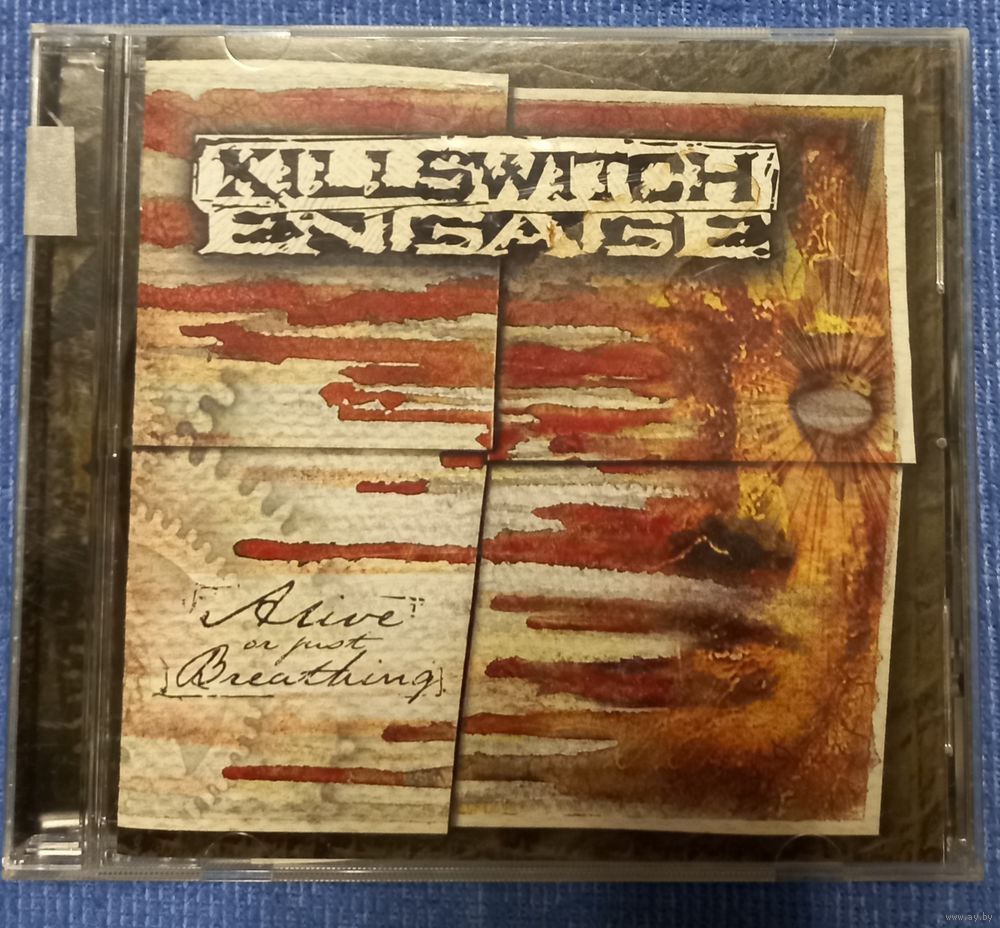 KILLSWITCH
ENGAGE
Alive
or just
Breathing
www.ay.by